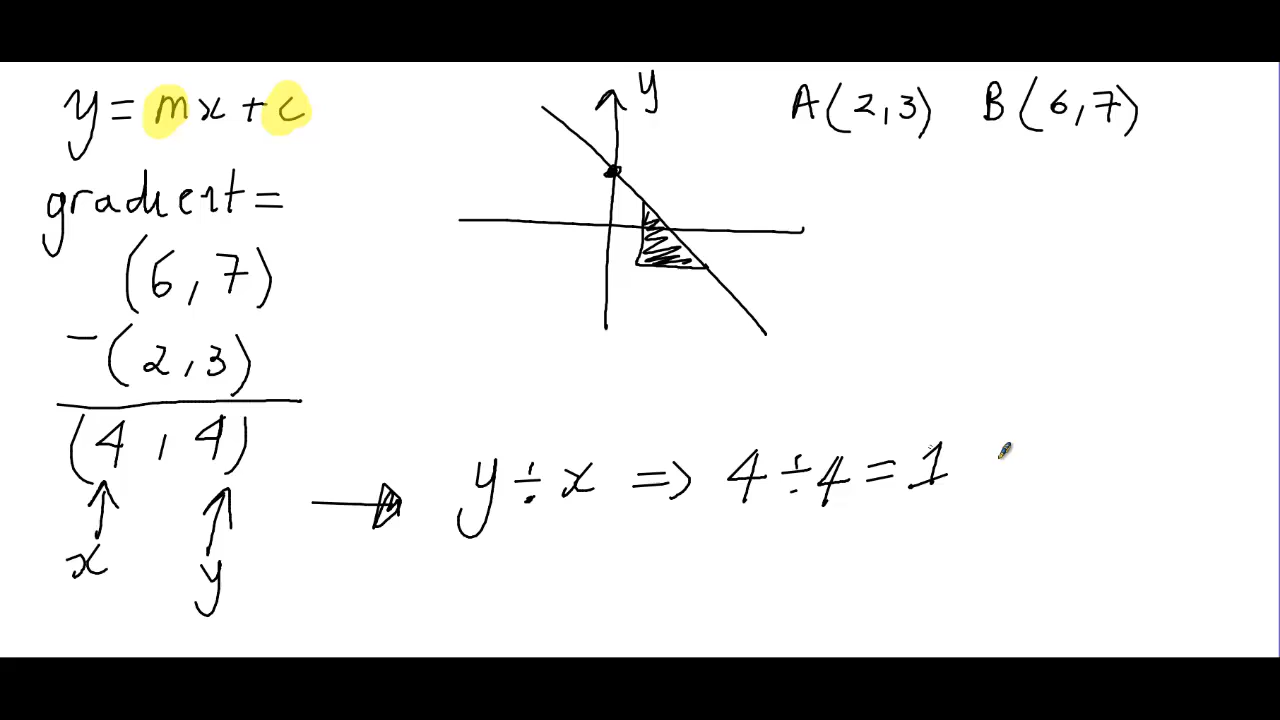 y = mx + c
gradient =
(6, 7)
- (2, 3)
(4, 4)
x
y
y
A(2,3) B(6,7)
y ÷ x => 4 ÷ 4 = 1